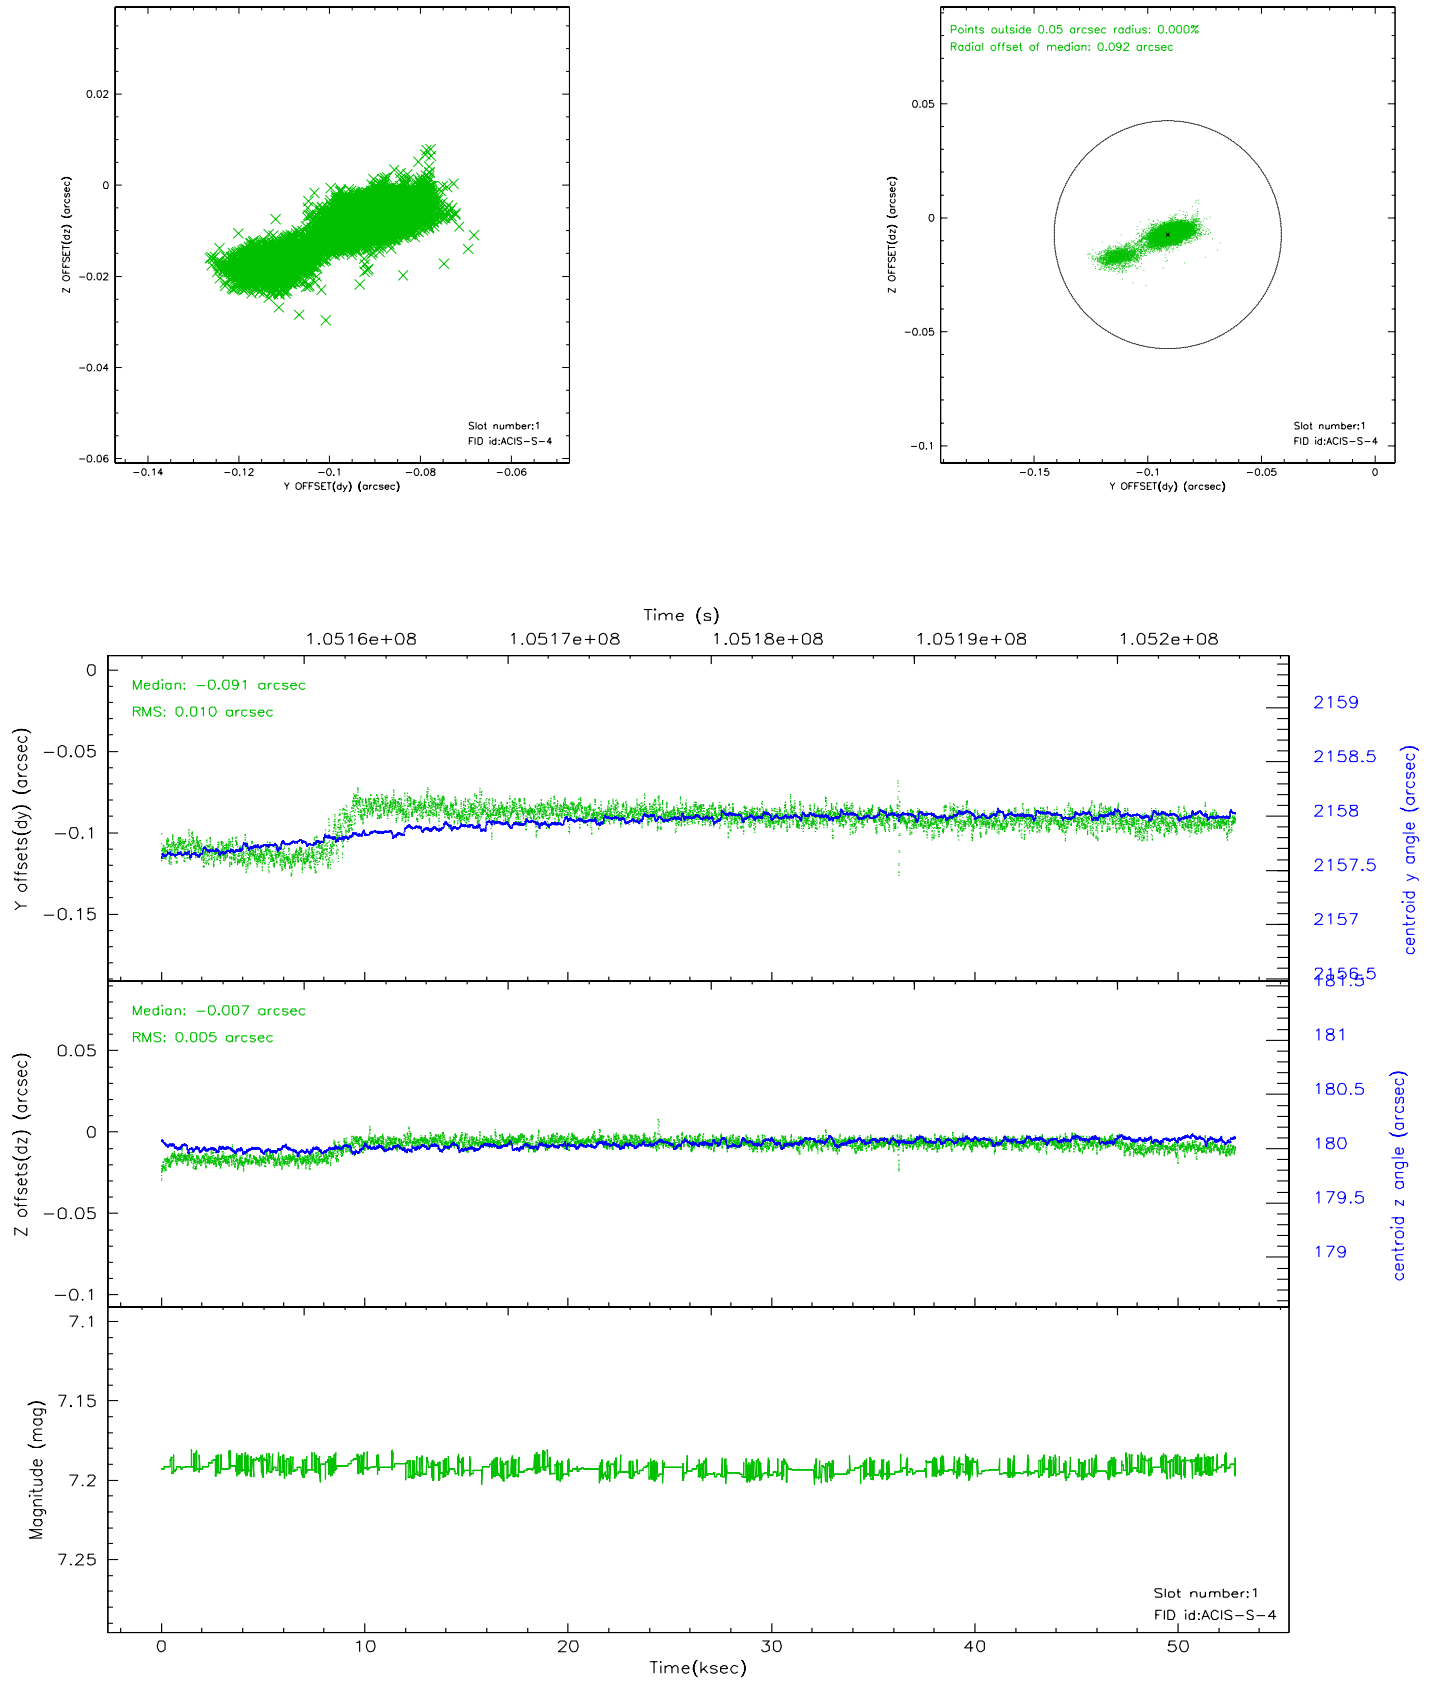 0.02
0
-0.02
-0.04
-0.06
Z OFFSET(dz) (arcsec)
Slot number:1
FID id:ACIS-S-4
-0.14
-0.12
-0.1
-0.08
-0.06
Y OFFSET(dy) (arcsec)
Points outside 0.05 arcsec radius: 0.000%
Radial offset of median: 0.092 arcsec
0.05
0
-0.05
-0.1
Z OFFSET(dz) (arcsec)
Slot number:1
FID id:ACIS-S-4
-0.15
-0.1
-0.05
0
Y OFFSET(dy) (arcsec)
Time (s)
1.0516e+08
1.0517e+08
1.0518e+08
1.0519e+08
1.052e+08
Median: -0.091 arcsec
RMS: 0.010 arcsec
0
-0.05
-0.1
-0.15
Y offsets(dy) (arcsec)
2159
2158.5
2158
2157.5
2157
2156.5
centroid y angle (arcsec)
Median: -0.007 arcsec
RMS: 0.005 arcsec
0.05
0
-0.05
-0.1
Z offsets(dz) (arcsec)
181.5
181
180.5
180
179.5
179
centroid z angle (arcsec)
7.1
7.15
7.2
7.25
Magnitude (mag)
Slot number:1
FID id:ACIS-S-4
0
10
20
30
40
50
Time(ksec)